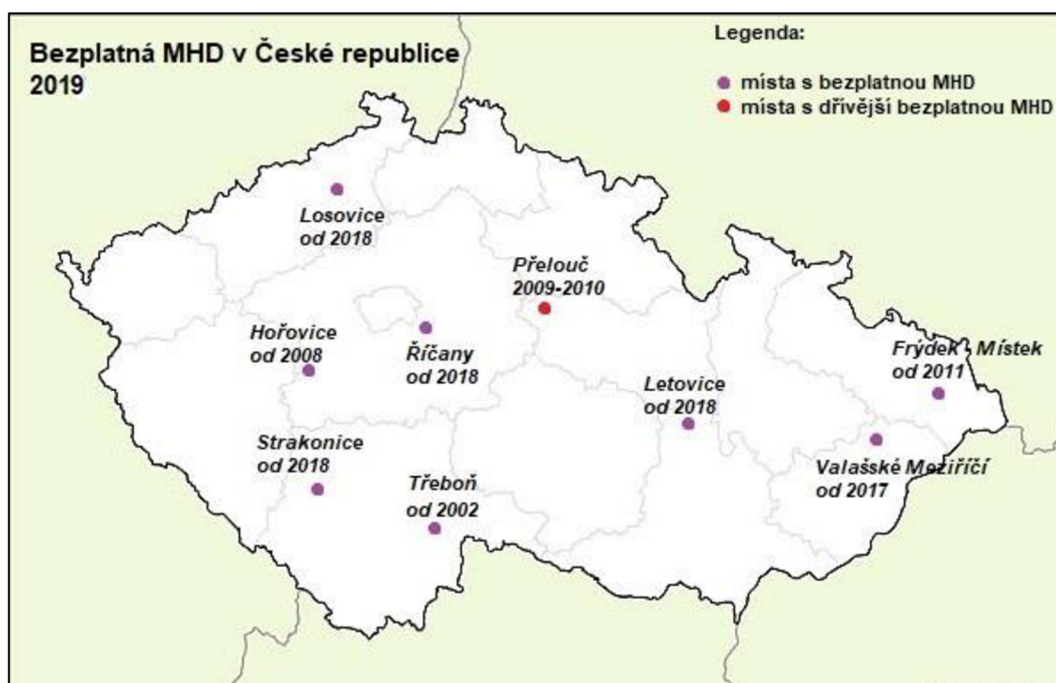 Bezplatná MHD v České republice
2019
Legenda:
místa s bezplatnou MHD
místa s dřívější bezplatnou MHD
Losovice
od 2018
Přelouč
2009-2010
Hořovice
od 2008
Říčany
od 2018
Frýdek - Místek
od 2011
Letovice
od 2018
Strakonice
od 2018
Třeboň
od 2002
Valašské Meziříčí
od 2017